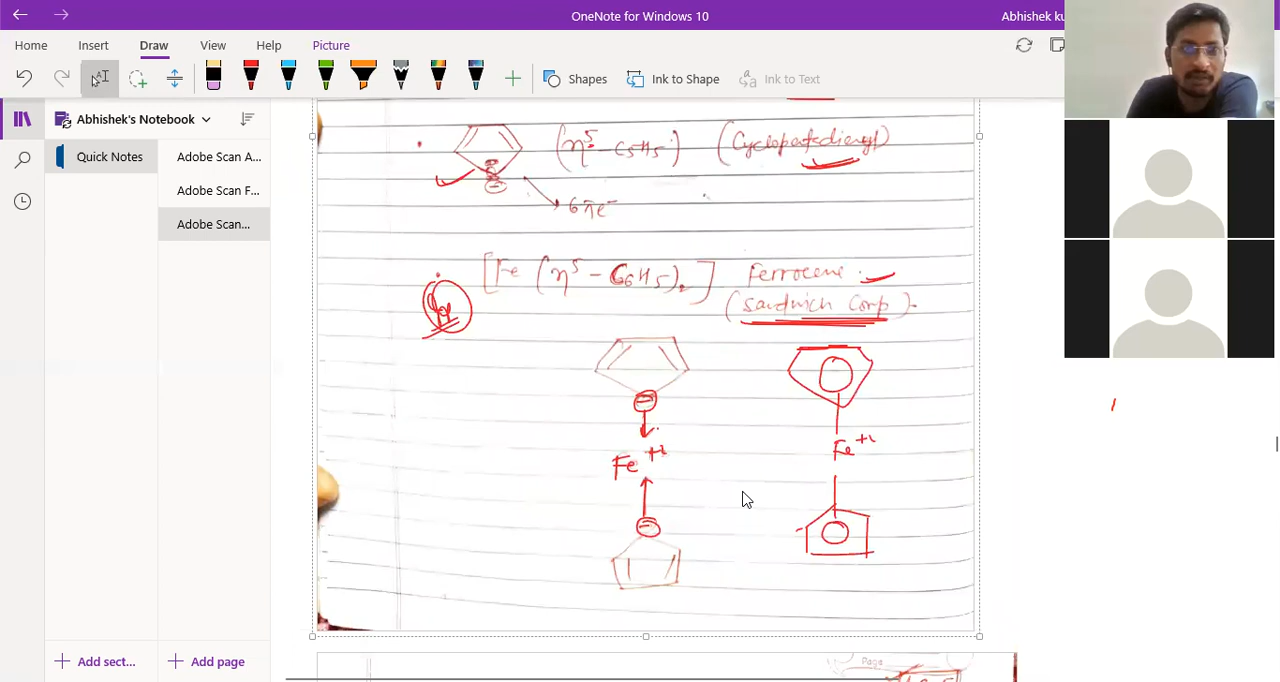 OneNote for Windows 10
Abhishek ku
Home Insert Draw View Help Picture
Shapes Ink to Shape Ink to Text
Abhishek's Notebook
Quick Notes
Adobe Scan A...
Adobe Scan F...
Adobe Scan...
(η5 - C5H5) (Cyclopentadienyl)
6πe-
[Fe (η5 - C6H5)2] Ferrocene.
(Sandwich Comp).
Fe+2
Fe+2
Add sect...
Add page
Page